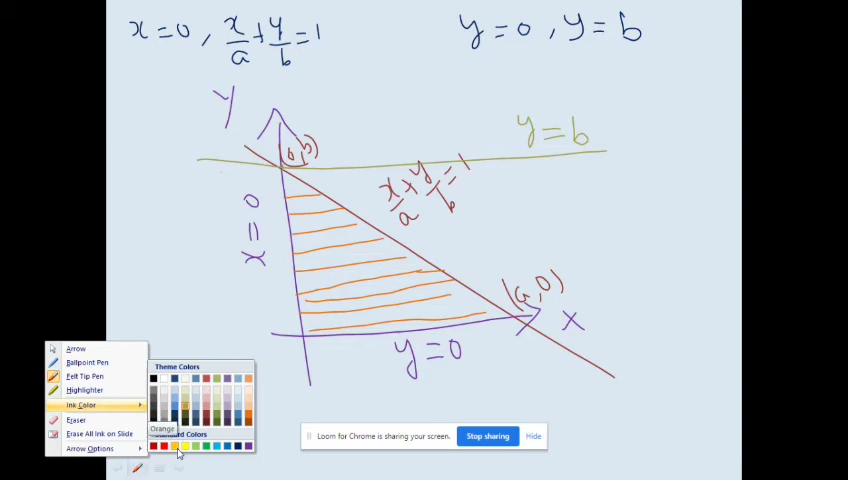 x=0, x/a+y/b=1
y=0, y=b
y
y=b
(0,b)
x/a+y/b=1
x=0
(a,0)
x
y=0
Arrow
Ballpoint Pen
Felt Tip Pen
Highlighter
Ink Color
Eraser
Erase All Ink on Slide
Arrow Options
Theme Colors
Orange
Standard Colors
Loom for Chrome is sharing your screen.
Stop sharing
Hide